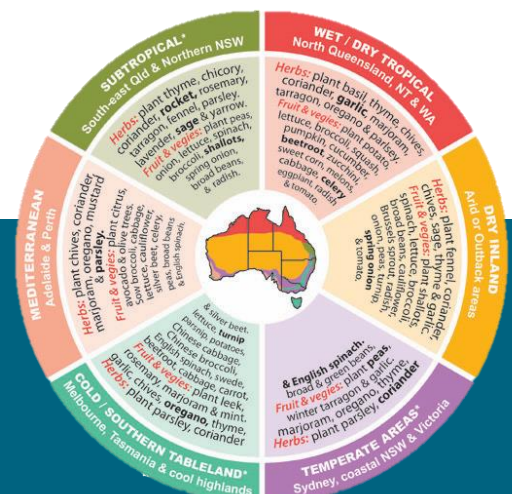 SUBTROPICAL*
South-east Qld & Northern NSW
Herbs: plant thyme, chicory,
coriander, rocket, rosemary,
tarragon, fennel, parsley,
lavender, sage & yarrow.
Fruit & vegies: plant peas,
onion, lettuce, spinach,
broccoli, shallots,
spring onion,
broad beans,
& radish.
WET / DRY TROPICAL
North Queensland, NT & WA
Herbs: plant basil, thyme, chives,
coriander, garlic, marjoram,
tarragon, oregano & parsley.
Fruit & vegies: plant potato,
lettuce, broccoli, squash,
pumpkin, cucumber,
beetroot, zucchini,
sweet corn, melons,
cabbage, celery
eggplant, radish
& tomato.
DRY INLAND
Arid or Outback areas
Herbs: plant fennel, coriander,
chives, sage, thyme & garlic.
Fruit & vegies: plant shallots,
spinach, lettuce, broccoli,
broad beans, cauliflower,
Brussels sprout, radish,
onion, peas, turnip
spring onion
& tomato.
TEMPERATE AREAS*
Sydney, coastal NSW & Victoria
Herbs: plant parsley, coriander
marjoram, oregano, thyme,
winter tarragon & garlic.
Fruit & vegies: plant peas,
broad & green beans,
& English spinach.
COLD / SOUTHERN TABLELAND*
Melbourne, Tasmania & cool highlands
Herbs: plant parsley, coriander
garlic, chives, oregano, thyme,
rosemary, marjoram & mint.
Fruit & vegies: plant leek,
beetroot, cabbage, carrot,
English spinach, swede,
Chinese broccoli,
Chinese cabbage,
parsnip, potatoes,
lettuce, turnip
& silver beet.
MEDITERRANEAN
Adelaide & Perth
Herbs: plant chives, coriander,
marjoram, oregano, mustard
& parsley.
Fruit & vegies: plant citrus,
avocado & olive trees.
Sow broccoli, cabbage,
lettuce, cauliflower,
silver beet, celery,
peas, broad beans
& English spinach.